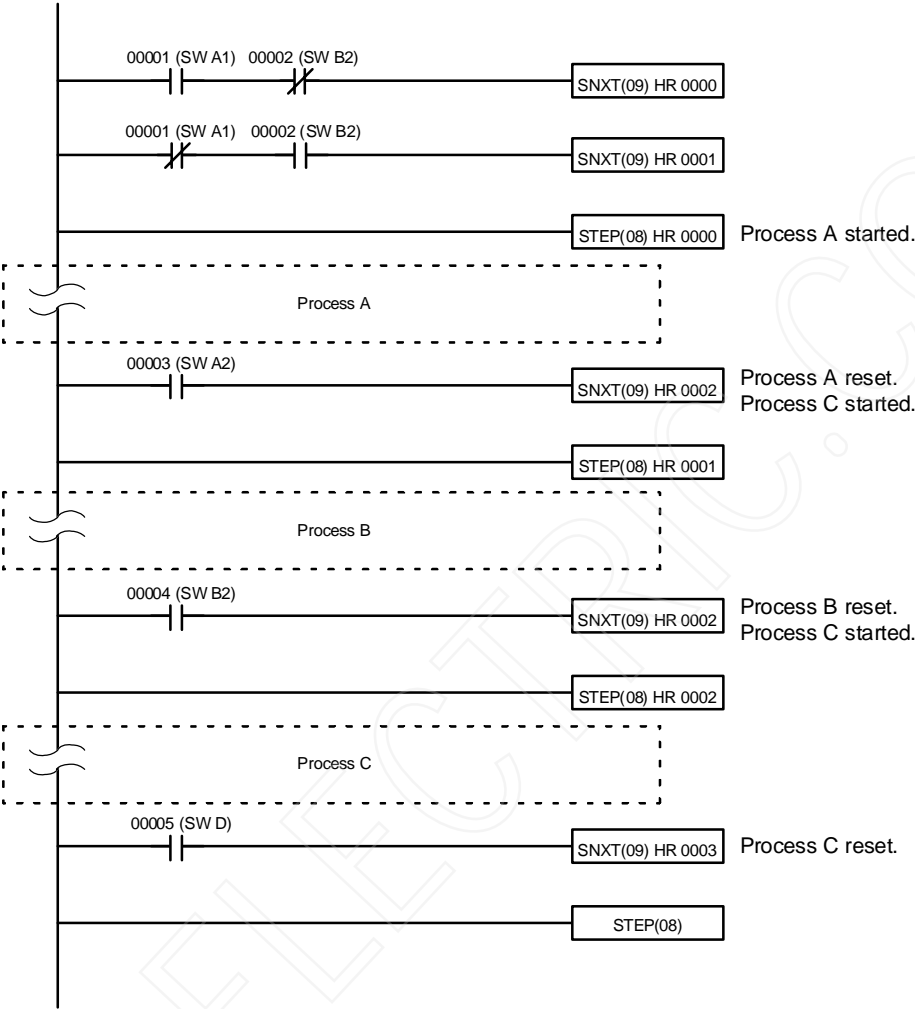 00001 (SW A1) 00002 (SW B2)
SNXT(09) HR 0000
00001 (SW A1) 00002 (SW B2)
SNXT(09) HR 0001
STEP(08) HR 0000 Process A started.
Process A
00003 (SW A2)
SNXT(09) HR 0002 Process A reset.
Process C started.
STEP(08) HR 0001
Process B
00004 (SW B2)
SNXT(09) HR 0002 Process B reset.
Process C started.
STEP(08) HR 0002
Process C
00005 (SW D)
SNXT(09) HR 0003 Process C reset.
STEP(08)